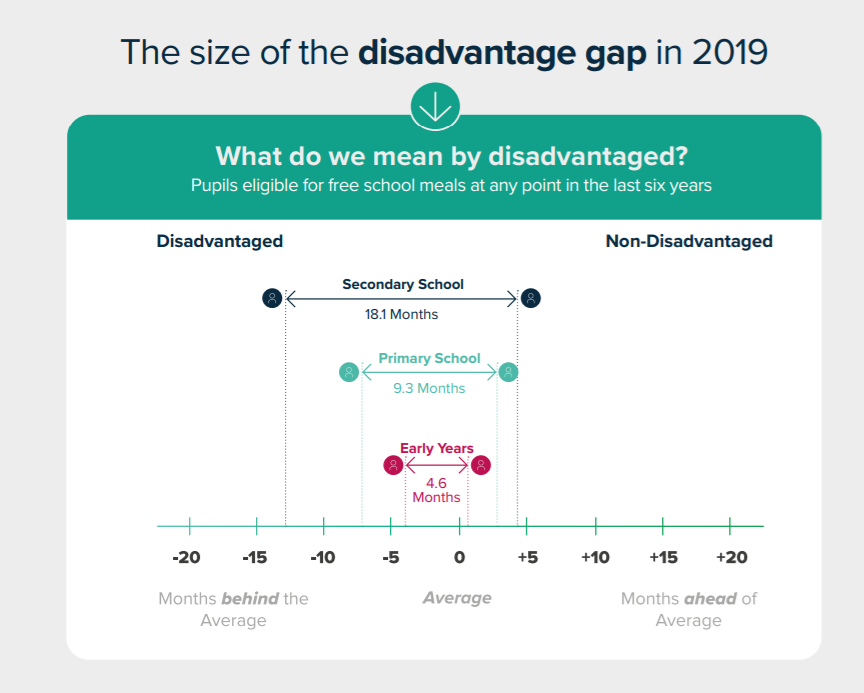 The size of the disadvantage gap in 2019
What do we mean by disadvantaged?
Pupils eligible for free school meals at any point in the last six years
Disadvantaged
Non-Disadvantaged
Secondary School
18.1 Months
Primary School
9.3 Months
Early Years
4.6
Months
-20 -15 -10 -5 0 +5 +10 +15 +20
Months behind the
Average
Average
Months ahead of
Average